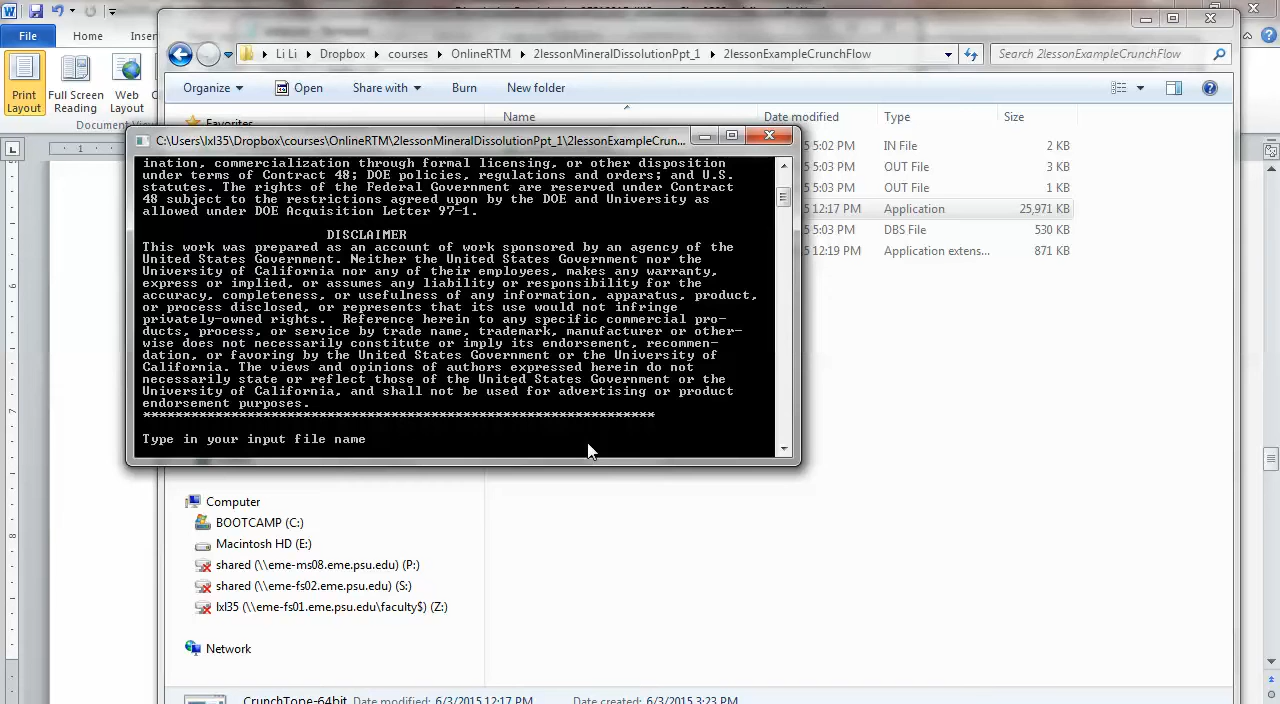 File
Home
Inser
Print Layout
Full Screen Reading
Web Layout
Document View
Li Li
Dropbox
courses
OnlineRTM
2lessonMineralDissolutionPpt_1
2lessonExampleCrunchFlow
Search 2lessonExampleCrunchFlow
Organize
Open
Share with
Burn
New folder
Name
Date modified
Type
Size
5 5:02 PM IN File 2 KB
5 5:03 PM OUT File 3 KB
5 5:03 PM OUT File 1 KB
5 12:17 PM Application 25,971 KB
5 5:03 PM DBS File 530 KB
5 12:19 PM Application extens... 871 KB
C:\Users\lxl35\Dropbox\courses\OnlineRTM\2lessonMineralDissolutionPpt_1\2lessonExampleCrun...
ination, commercialization through formal licensing, or other disposition
under terms of Contract 48; DOE policies, regulations and orders; and U.S.
statutes. The rights of the Federal Government are reserved under Contract
48 subject to the restrictions agreed upon by the DOE and University as
allowed under DOE Acquisition Letter 97-1.
DISCLAIMER
This work was prepared as an account of work sponsored by an agency of the
United States Government. Neither the United States Government nor the
University of California nor any of their employees, makes any warranty,
express or implied, or assumes any liability or responsibility for the
accuracy, completeness, or usefulness of any information, apparatus, product,
or process disclosed, or represents that its use would not infringe
privately-owned rights. Reference herein to any specific commercial pro-
ducts, process, or service by trade name, trademark, manufacturer or other-
wise does not necessarily constitute or imply its endorsement, recommen-
dation, or favoring by the United States Government or the University of
California. The views and opinions of authors expressed herein do not
necessarily state or reflect those of the United States Government or the
University of California, and shall not be used for advertising or product
endorsement purposes.
****************************************************************
Type in your input file name
Computer
BOOTCAMP (C:)
Macintosh HD (E:)
shared (\\eme-ms08.eme.psu.edu) (P:)
shared (\\eme-fs02.eme.psu.edu) (S:)
lxl35 (\\eme-fs01.eme.psu.edu\faculty$) (Z:)
Network
CrunchTope-64bit Date modified: 6/3/2015 12:17 PM Date created: 6/3/2015 3:23 PM